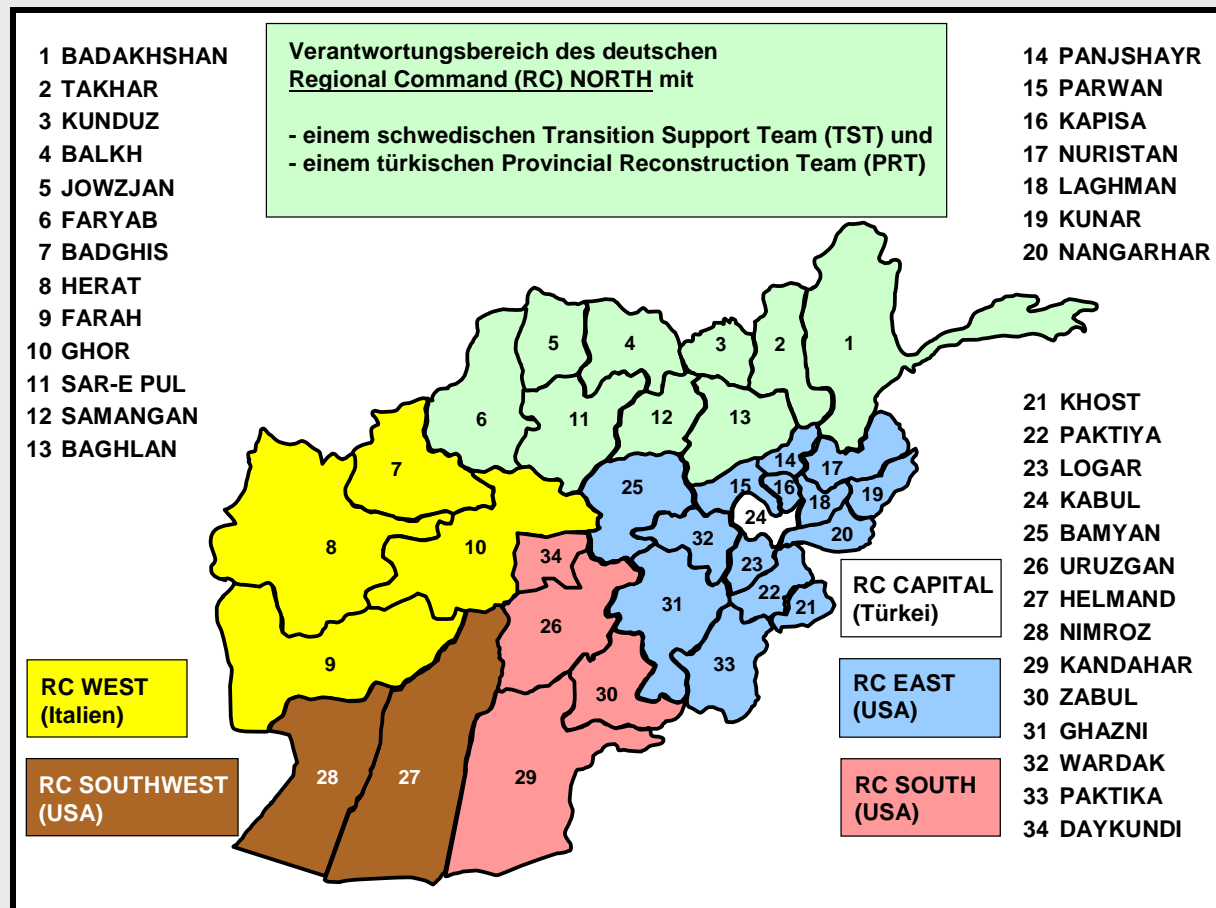 1 BADAKHSHAN
2 TAKHAR
3 KUNDUZ
4 BALKH
5 JOWZJAN
6 FARYAB
7 BADGHIS
8 HERAT
9 FARAH
10 GHOR
11 SAR-E PUL
12 SAMANGAN
13 BAGHLAN
Verantwortungsbereich des deutschen
Regional Command (RC) NORTH mit
- einem schwedischen Transition Support Team (TST) und
- einem türkischen Provincial Reconstruction Team (PRT)
14 PANJSHAYR
15 PARWAN
16 KAPISA
17 NURISTAN
18 LAGHMAN
19 KUNAR
20 NANGARHAR
21 KHOST
22 PAKTIYA
23 LOGAR
24 KABUL
25 BAMYAN
26 URUZGAN
27 HELMAND
28 NIMROZ
29 KANDAHAR
30 ZABUL
31 GHAZNI
32 WARDAK
33 PAKTIKA
34 DAYKUNDI
5
4
3
2
1
6
11
12
13
7
25
15
14
16
17
18
19
20
24
8
10
34
32
23
22
21
31
26
9
33
30
28
27
29
RC WEST
(Italien)
RC SOUTHWEST
(USA)
RC CAPITAL
(Türkei)
RC EAST
(USA)
RC SOUTH
(USA)